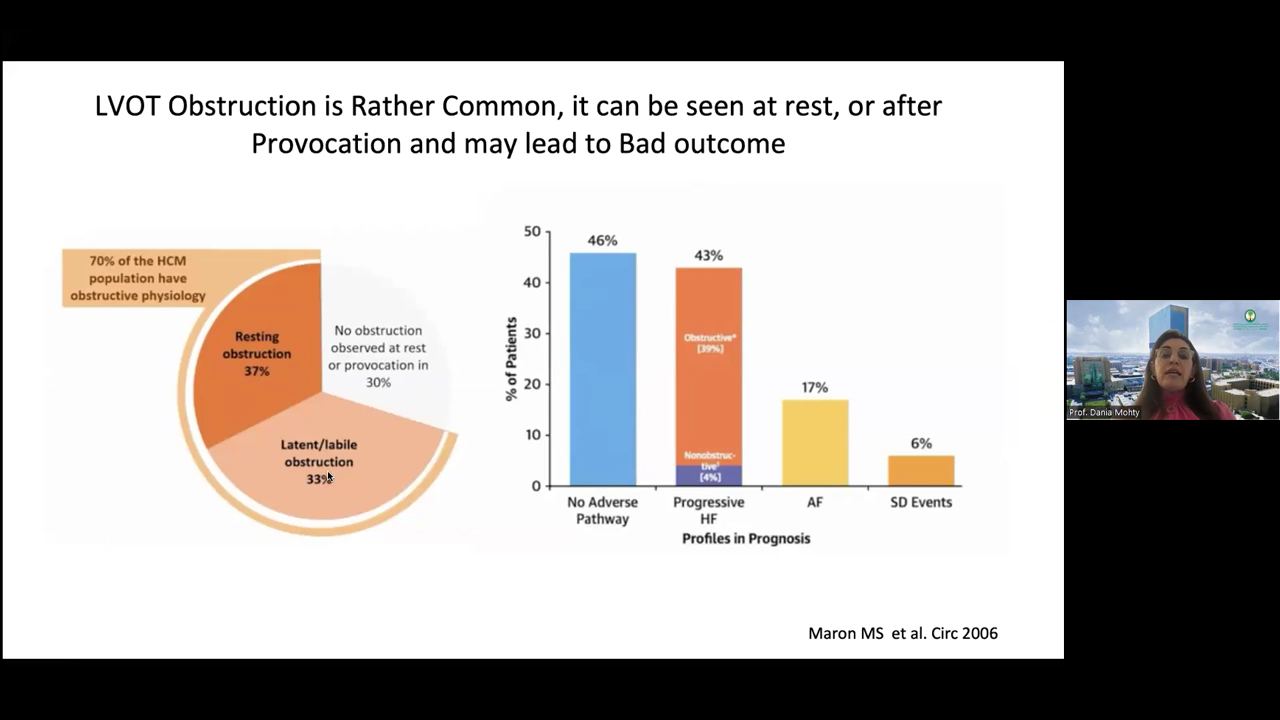 LVOT Obstruction is Rather Common, it can be seen at rest, or after
Provocation and may lead to Bad outcome
70% of the HCM
population have
obstructive physiology
Resting
obstruction
37%
No obstruction
observed at rest
or provocation in
30%
Latent/labile
obstruction
33%
% of Patients
50
40
30
20
10
0
46%
43%
17%
6%
Obstructive*
[39%]
Nonobstruc-
tive†
[4%]
No Adverse
Pathway
Progressive
HF
AF
SD Events
Profiles in Prognosis
Maron MS et al. Circ 2006
Prof. Dania Mohty